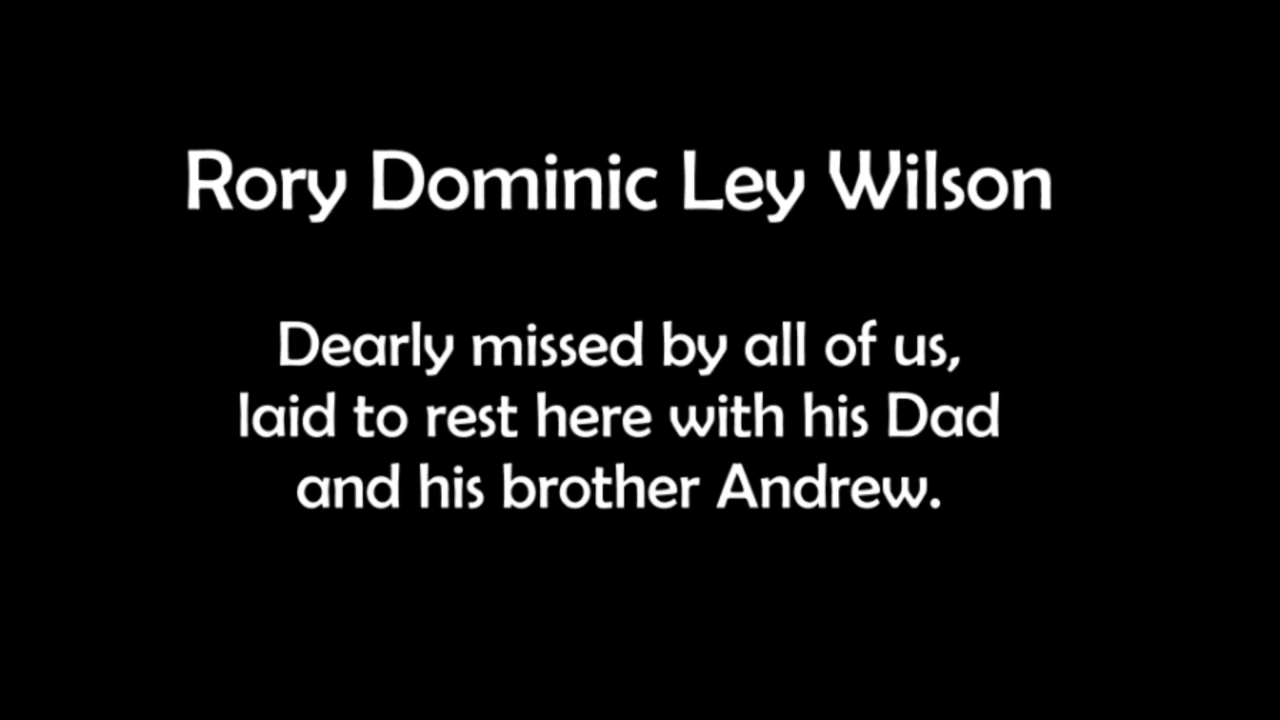 Rory Dominic Ley Wilson
Dearly missed by all of us,
laid to rest here with his Dad
and his brother Andrew.